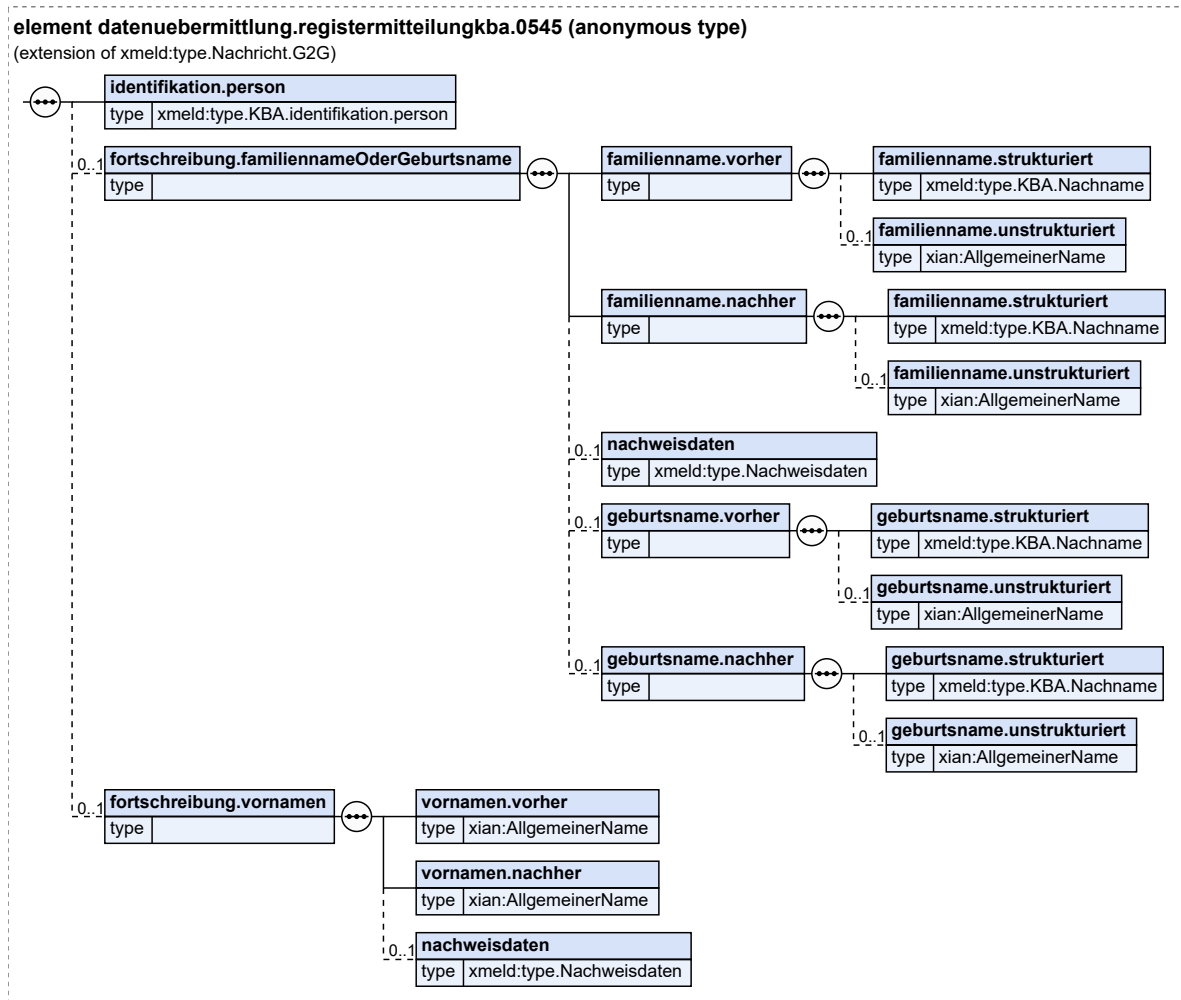 element datenuebermittlung.registermitteilungkba.0545 (anonymous type)
(extension of xmeld:type.Nachricht.G2G)
identifikation.person
type xmeld:type.KBA.identifikation.person
0..1
fortschreibung.familiennameOderGeburtsname
type
familienname.vorher
type
familienname.strukturiert
type xmeld:type.KBA.Nachname
0..1
familienname.unstrukturiert
type xian:AllgemeinerName
familienname.nachher
type
familienname.strukturiert
type xmeld:type.KBA.Nachname
0..1
familienname.unstrukturiert
type xian:AllgemeinerName
0..1
nachweisdaten
type xmeld:type.Nachweisdaten
0..1
geburtsname.vorher
type
geburtsname.strukturiert
type xmeld:type.KBA.Nachname
0..1
geburtsname.unstrukturiert
type xian:AllgemeinerName
0..1
geburtsname.nachher
type
geburtsname.strukturiert
type xmeld:type.KBA.Nachname
0..1
geburtsname.unstrukturiert
type xian:AllgemeinerName
0..1
fortschreibung.vornamen
type
vornamen.vorher
type xian:AllgemeinerName
vornamen.nachher
type xian:AllgemeinerName
0..1
nachweisdaten
type xmeld:type.Nachweisdaten